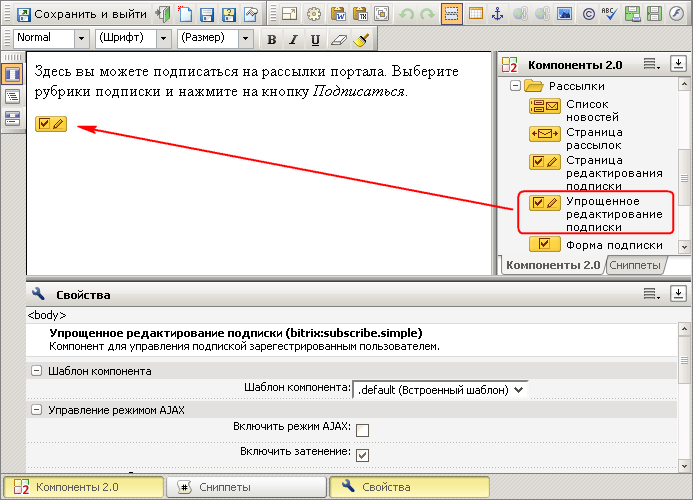 Сохранить и выйти
Normal
(Шрифт)
(Размер)
B I U
Здесь вы можете подписаться на рассылки портала. Выберите
рубрики подписки и нажмите на кнопку Подписаться.
Компоненты 2.0
Рассылки
Список
новостей
Страница
рассылок
Страница
редактирования
подписки
Упрощенное
редактирование
подписки
Форма подписки
Компоненты 2.0
Сниппеты
Свойства
<body>
Упрощенное редактирование подписки (bitrix:subscribe.simple)
Компонент для управления подпиской зарегестрированным пользователем.
Шаблон компонента
Шаблон компонента: .default (Встроенный шаблон)
Управление режимом AJAX
Включить режим AJAX:
Включить затенение:
Компоненты 2.0
Сниппеты
Свойства